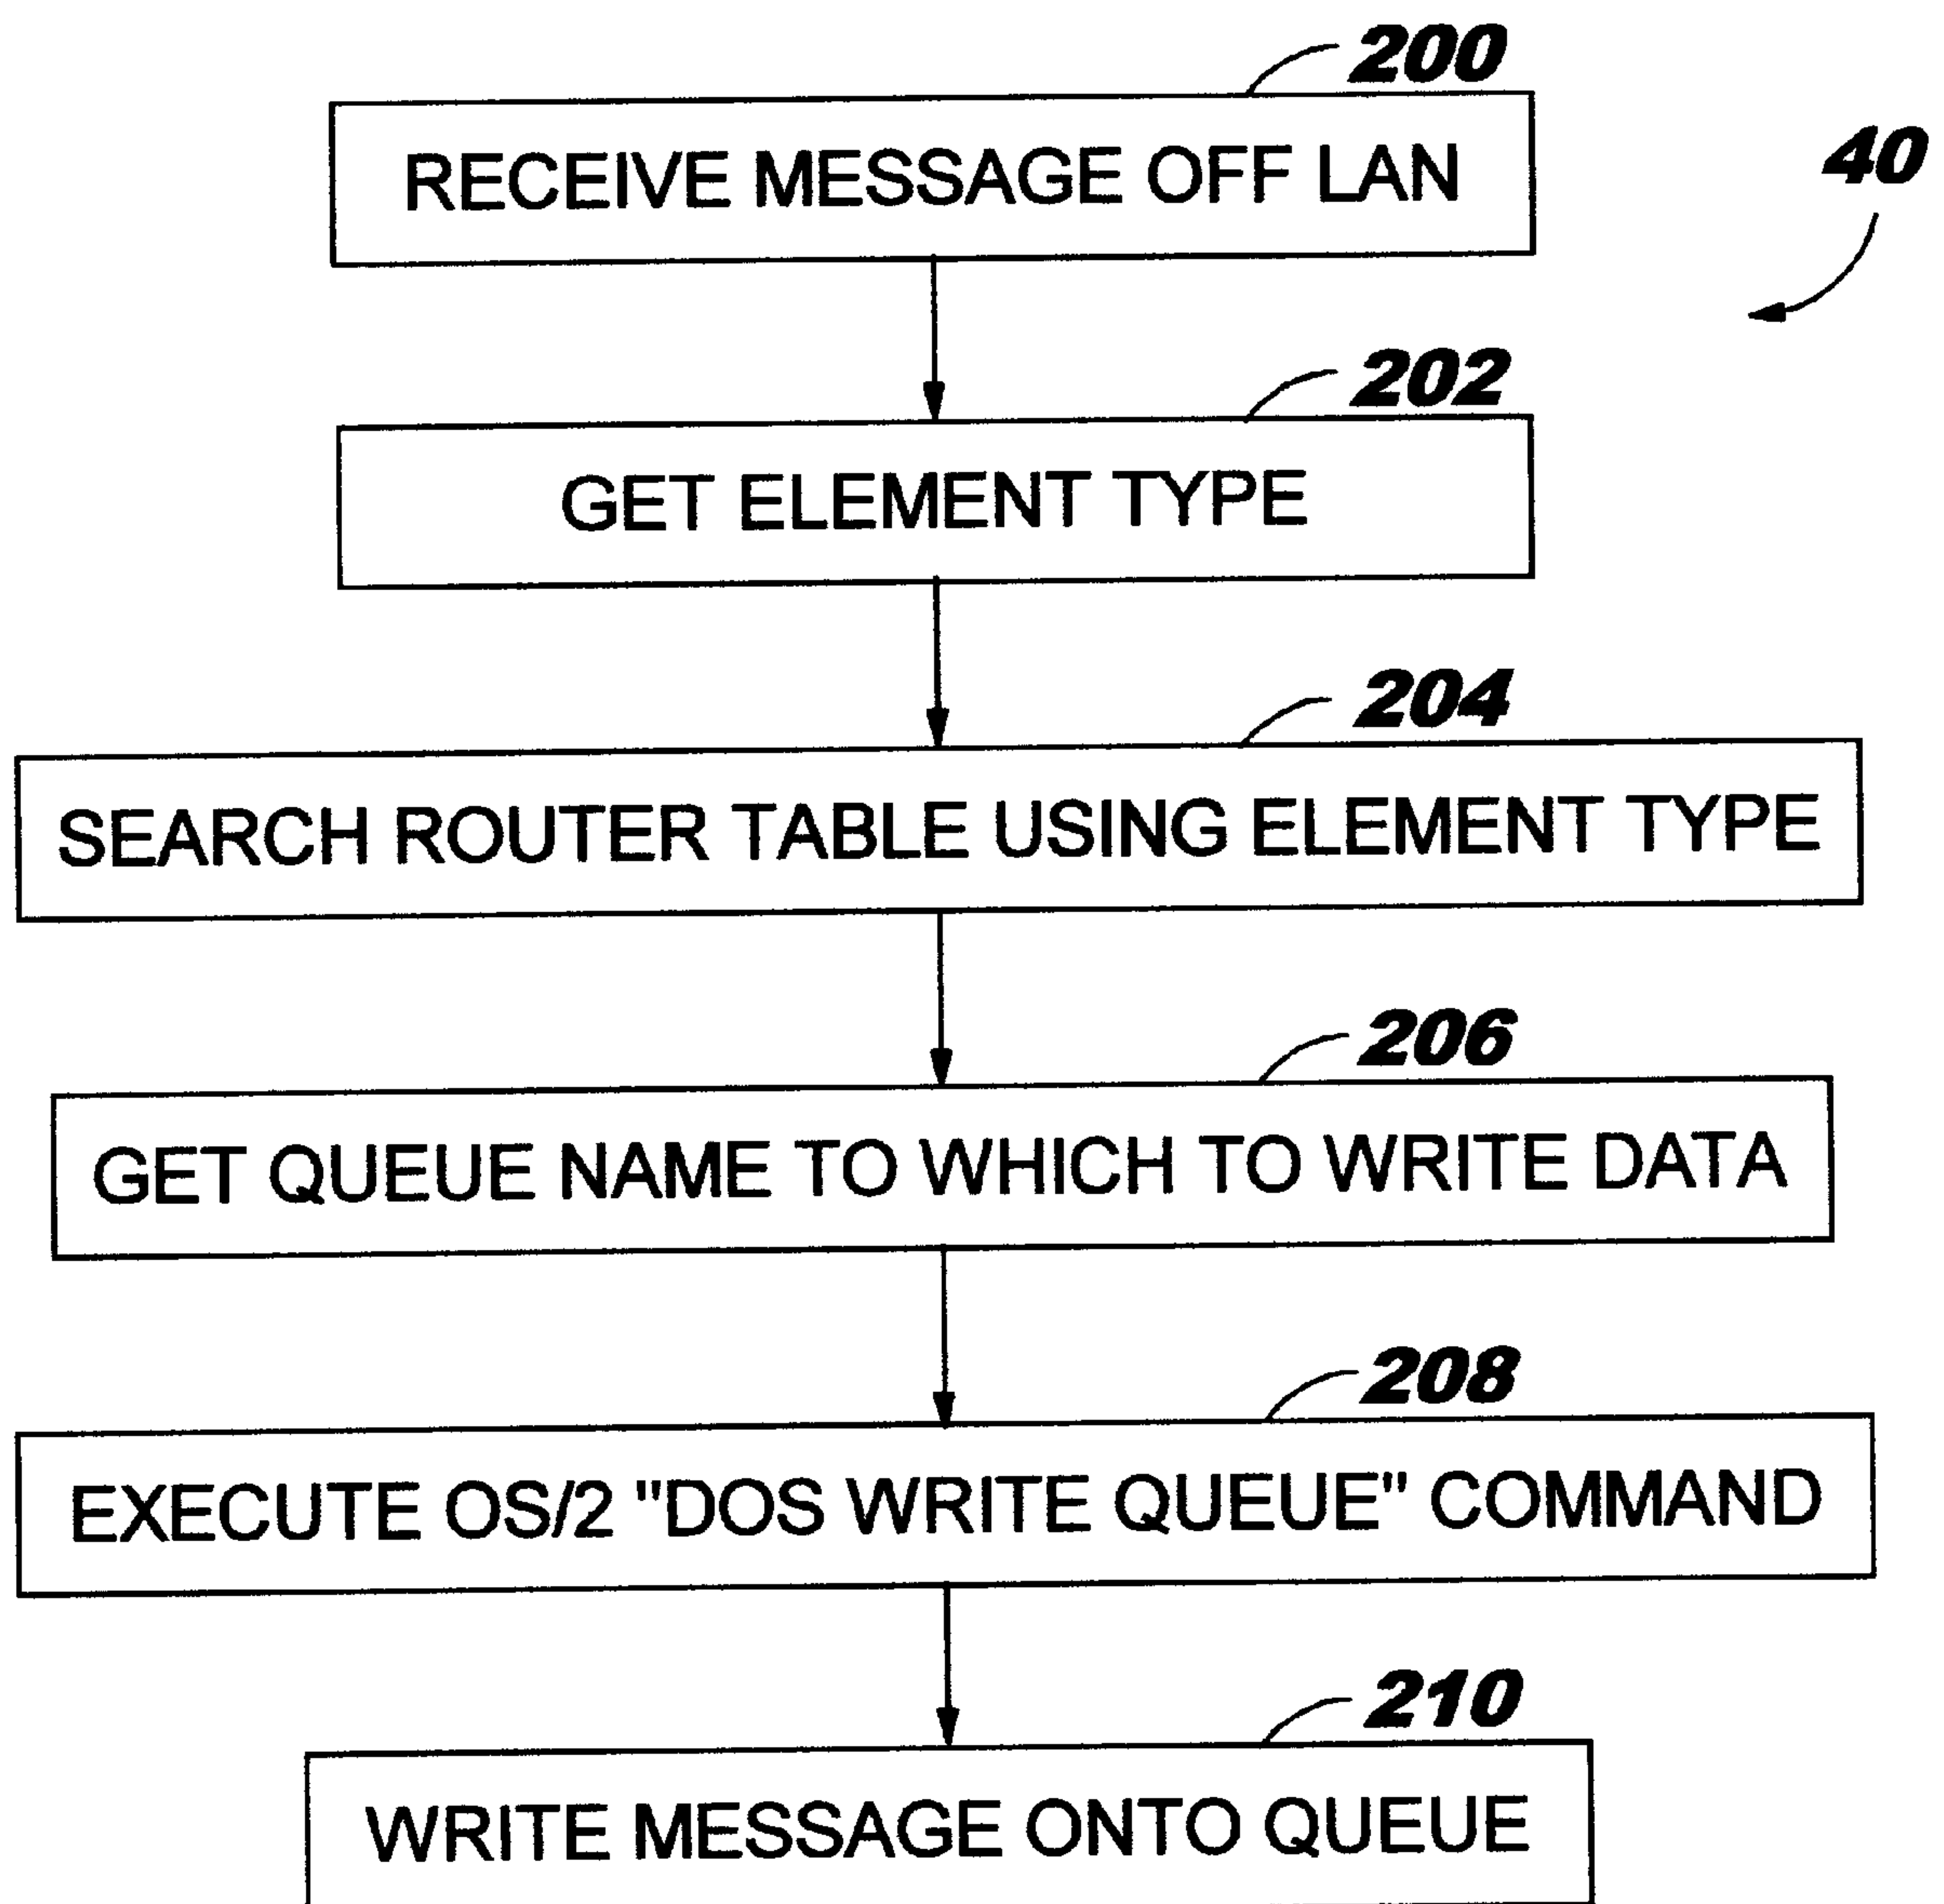 200
RECEIVE MESSAGE OFF LAN
40
202
GET ELEMENT TYPE
204
SEARCH ROUTER TABLE USING ELEMENT TYPE
206
GET QUEUE NAME TO WHICH TO WRITE DATA
208
EXECUTE OS/2 "DOS WRITE QUEUE" COMMAND
210
WRITE MESSAGE ONTO QUEUE